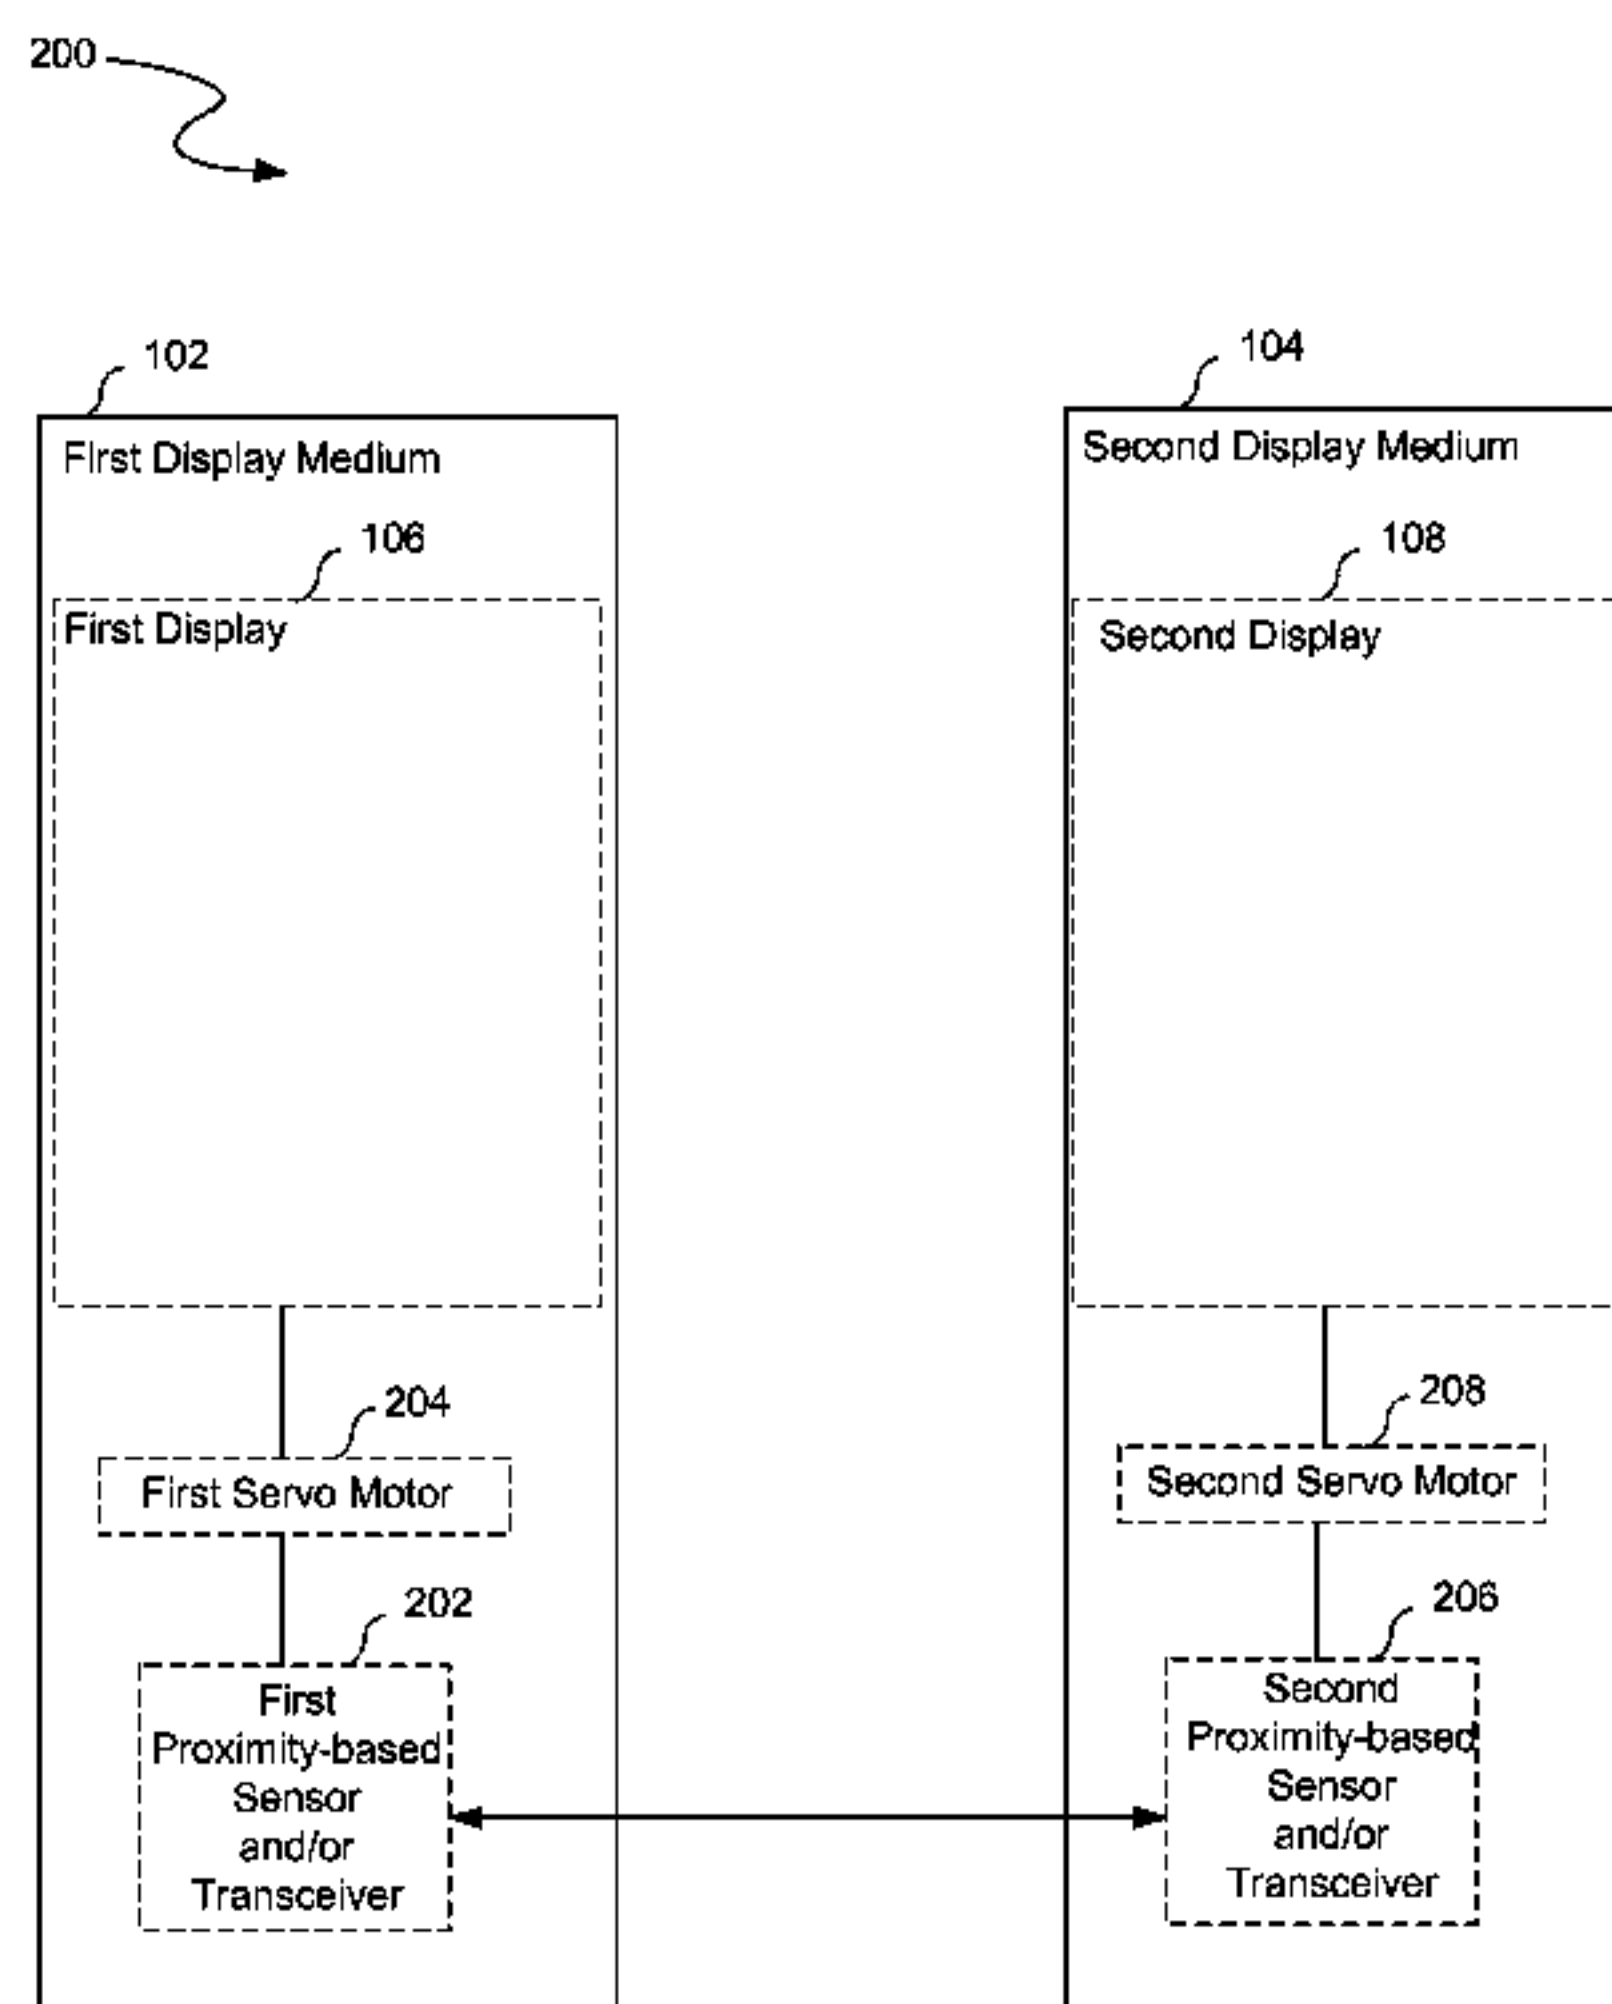 200
102
First Display Medium
106
First Display
204
First Servo Motor
202
First
Proximity-based
Sensor
and/or
Transceiver
104
Second Display Medium
108
Second Display
208
Second Servo Motor
206
Second
Proximity-based
Sensor
and/or
Transceiver